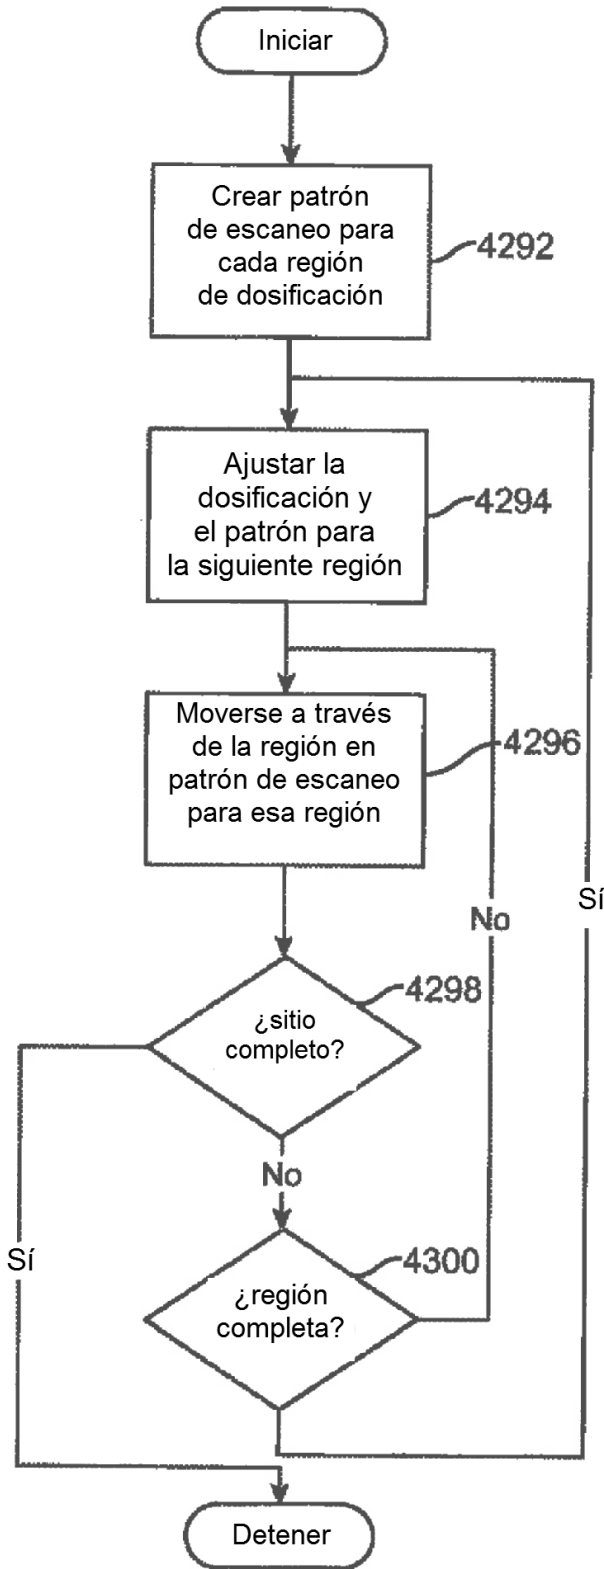 Iniciar
Crear patrón
de escaneo para
cada región
de dosificación
4292
Ajustar la
dosificación y
el patrón para
la siguiente región
4294
Moverse a través
de la región en
patrón de escaneo
para esa región
4296
Sí
No
¿sitio
completo?
4298
No
Sí
¿región
completa?
4300
Detener